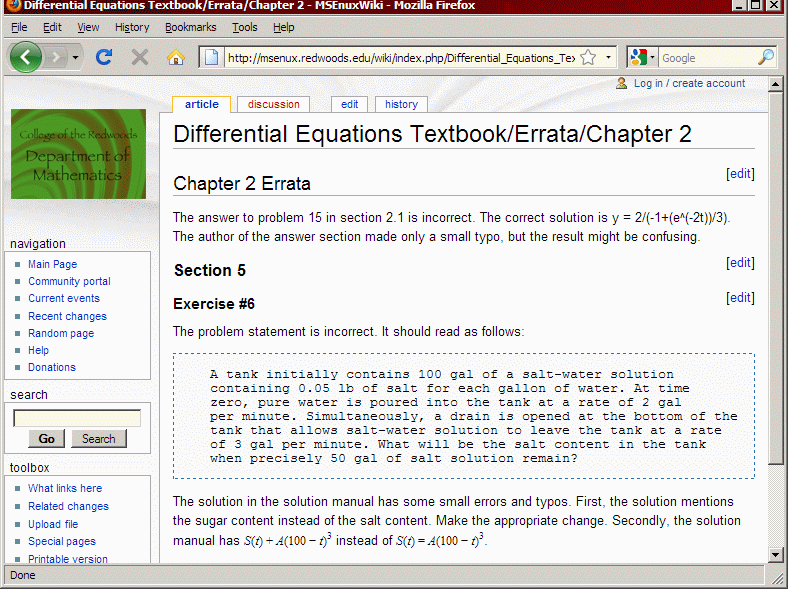 Differential Equations Textbook/Errata/Chapter 2 - MSEnuxWiki - Mozilla Firefox
File Edit View History Bookmarks Tools Help
http://msenux.redwoods.edu/wiki/index.php/Differential_Equations_Tex
Google
Log in / create account
article discussion edit history
College of the Redwoods
Department of
Mathematics
Differential Equations Textbook/Errata/Chapter 2
Chapter 2 Errata [edit]
The answer to problem 15 in section 2.1 is incorrect. The correct solution is y = 2/(-1+(e^(-2t))/3).
The author of the answer section made only a small typo, but the result might be confusing.
Section 5 [edit]
Exercise #6 [edit]
The problem statement is incorrect. It should read as follows:
A tank initially contains 100 gal of a salt-water solution
containing 0.05 lb of salt for each gallon of water. At time
zero, pure water is poured into the tank at a rate of 2 gal
per minute. Simultaneously, a drain is opened at the bottom of the
tank that allows salt-water solution to leave the tank at a rate
of 3 gal per minute. What will be the salt content in the tank
when precisely 50 gal of salt solution remain?
The solution in the solution manual has some small errors and typos. First, the solution mentions
the sugar content instead of the salt content. Make the appropriate change. Secondly, the solution
manual has S(t) + A(100 − t)³ instead of S(t) = A(100 − t)³.
navigation
Main Page
Community portal
Current events
Recent changes
Random page
Help
Donations
search
Go Search
toolbox
What links here
Related changes
Upload file
Special pages
Printable version
Done